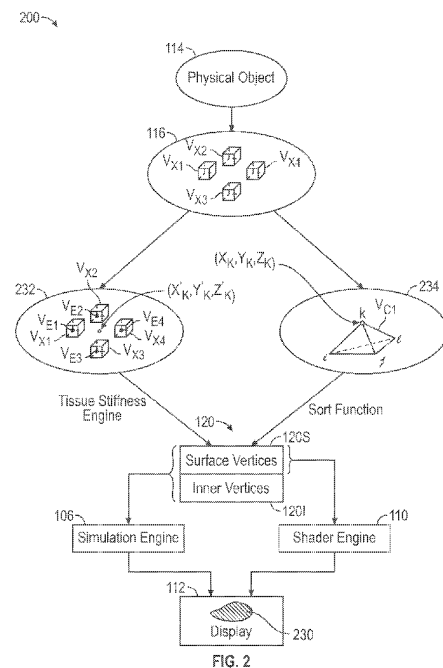 200
114
Physical Object
116
V_X2
V_X1
V_X1
V_X3
(X_K,Y_K,Z_K)
232
V_X2
(X'_K,Y'_K,Z'_K)
234
V_E2
V_E1
V_E4
V_X1
V_X4
V_E3
V_X3
k
V_C1
i
j
Tissue Stiffness
Engine
120
Sort Function
120S
Surface Vertices
Inner Vertices
120I
106
110
Simulation Engine
Shader Engine
112
Display
230
FIG. 2